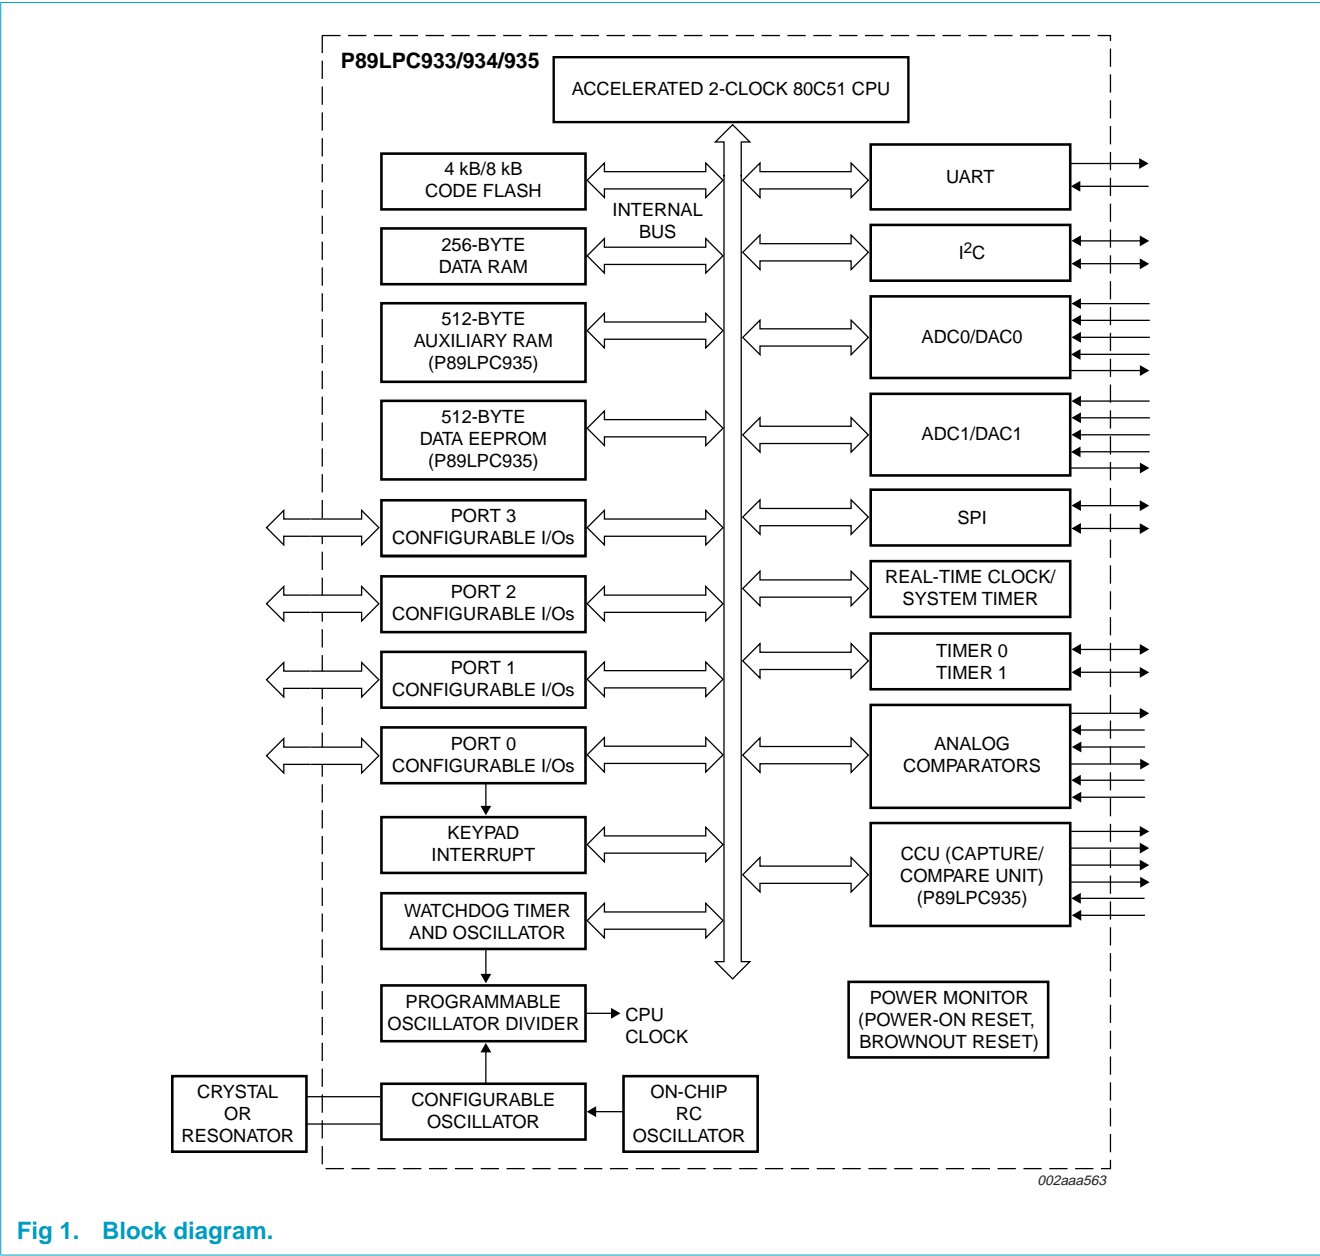 P89LPC933/934/935
ACCELERATED 2-CLOCK 80C51 CPU
4 kB/8 kB
CODE FLASH
INTERNAL
BUS
256-BYTE
DATA RAM
512-BYTE
AUXILIARY RAM
(P89LPC935)
512-BYTE
DATA EEPROM
(P89LPC935)
PORT 3
CONFIGURABLE I/Os
PORT 2
CONFIGURABLE I/Os
PORT 1
CONFIGURABLE I/Os
PORT 0
CONFIGURABLE I/Os
KEYPAD
INTERRUPT
WATCHDOG TIMER
AND OSCILLATOR
PROGRAMMABLE
OSCILLATOR DIVIDER
CPU
CLOCK
CRYSTAL
OR
RESONATOR
CONFIGURABLE
OSCILLATOR
ON-CHIP
RC
OSCILLATOR
UART
I²C
ADC0/DAC0
ADC1/DAC1
SPI
REAL-TIME CLOCK/
SYSTEM TIMER
TIMER 0
TIMER 1
ANALOG
COMPARATORS
CCU (CAPTURE/
COMPARE UNIT)
(P89LPC935)
POWER MONITOR
(POWER-ON RESET,
BROWNOUT RESET)
002aaa563
Fig 1. Block diagram.